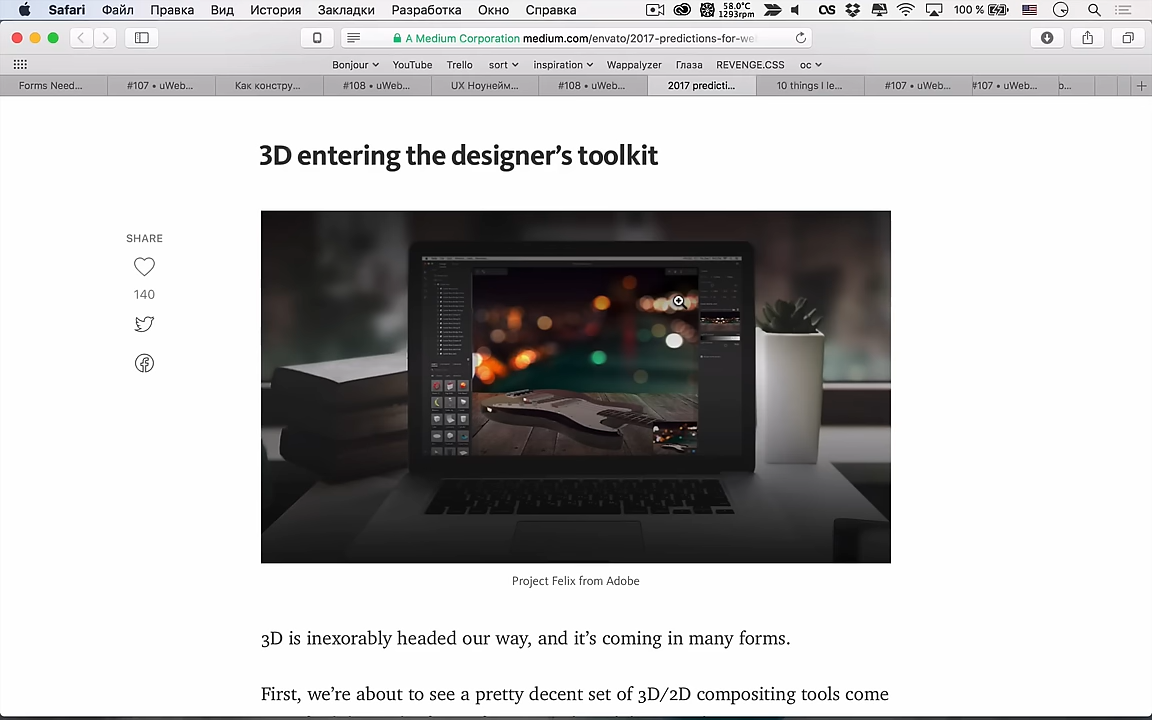 Safari Файл Правка Вид История Закладки Разработка Окно Справка 58.0°C 1293rpm 100 %
A Medium Corporation medium.com/envato/2017-predictions-for-we
Bonjour YouTube Trello sort inspiration Wappalyzer Глаза REVENGE.CSS ос
Forms Need... #107 • uWeb... Как констру... #108 • uWeb... UX Ноунейм... #108 • uWeb... 2017 predicti... 10 things I le... #107 • uWeb... #107 • uWeb... b...
3D entering the designer’s toolkit
SHARE
140
Project Felix from Adobe
3D is inexorably headed our way, and it’s coming in many forms.
First, we’re about to see a pretty decent set of 3D/2D compositing tools come